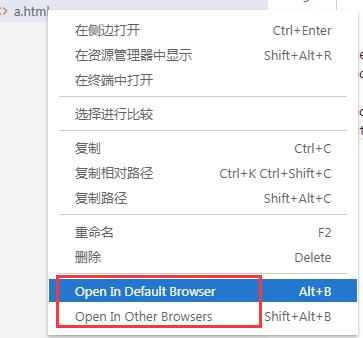 <> a.html
在侧边打开 Ctrl+Enter
在资源管理器中显示 Shift+Alt+R
在终端中打开
选择进行比较
复制 Ctrl+C
复制相对路径 Ctrl+K Ctrl+Shift+C
复制路径 Shift+Alt+C
重命名 F2
删除 Delete
Open In Default Browser Alt+B
Open In Other Browsers Shift+Alt+B